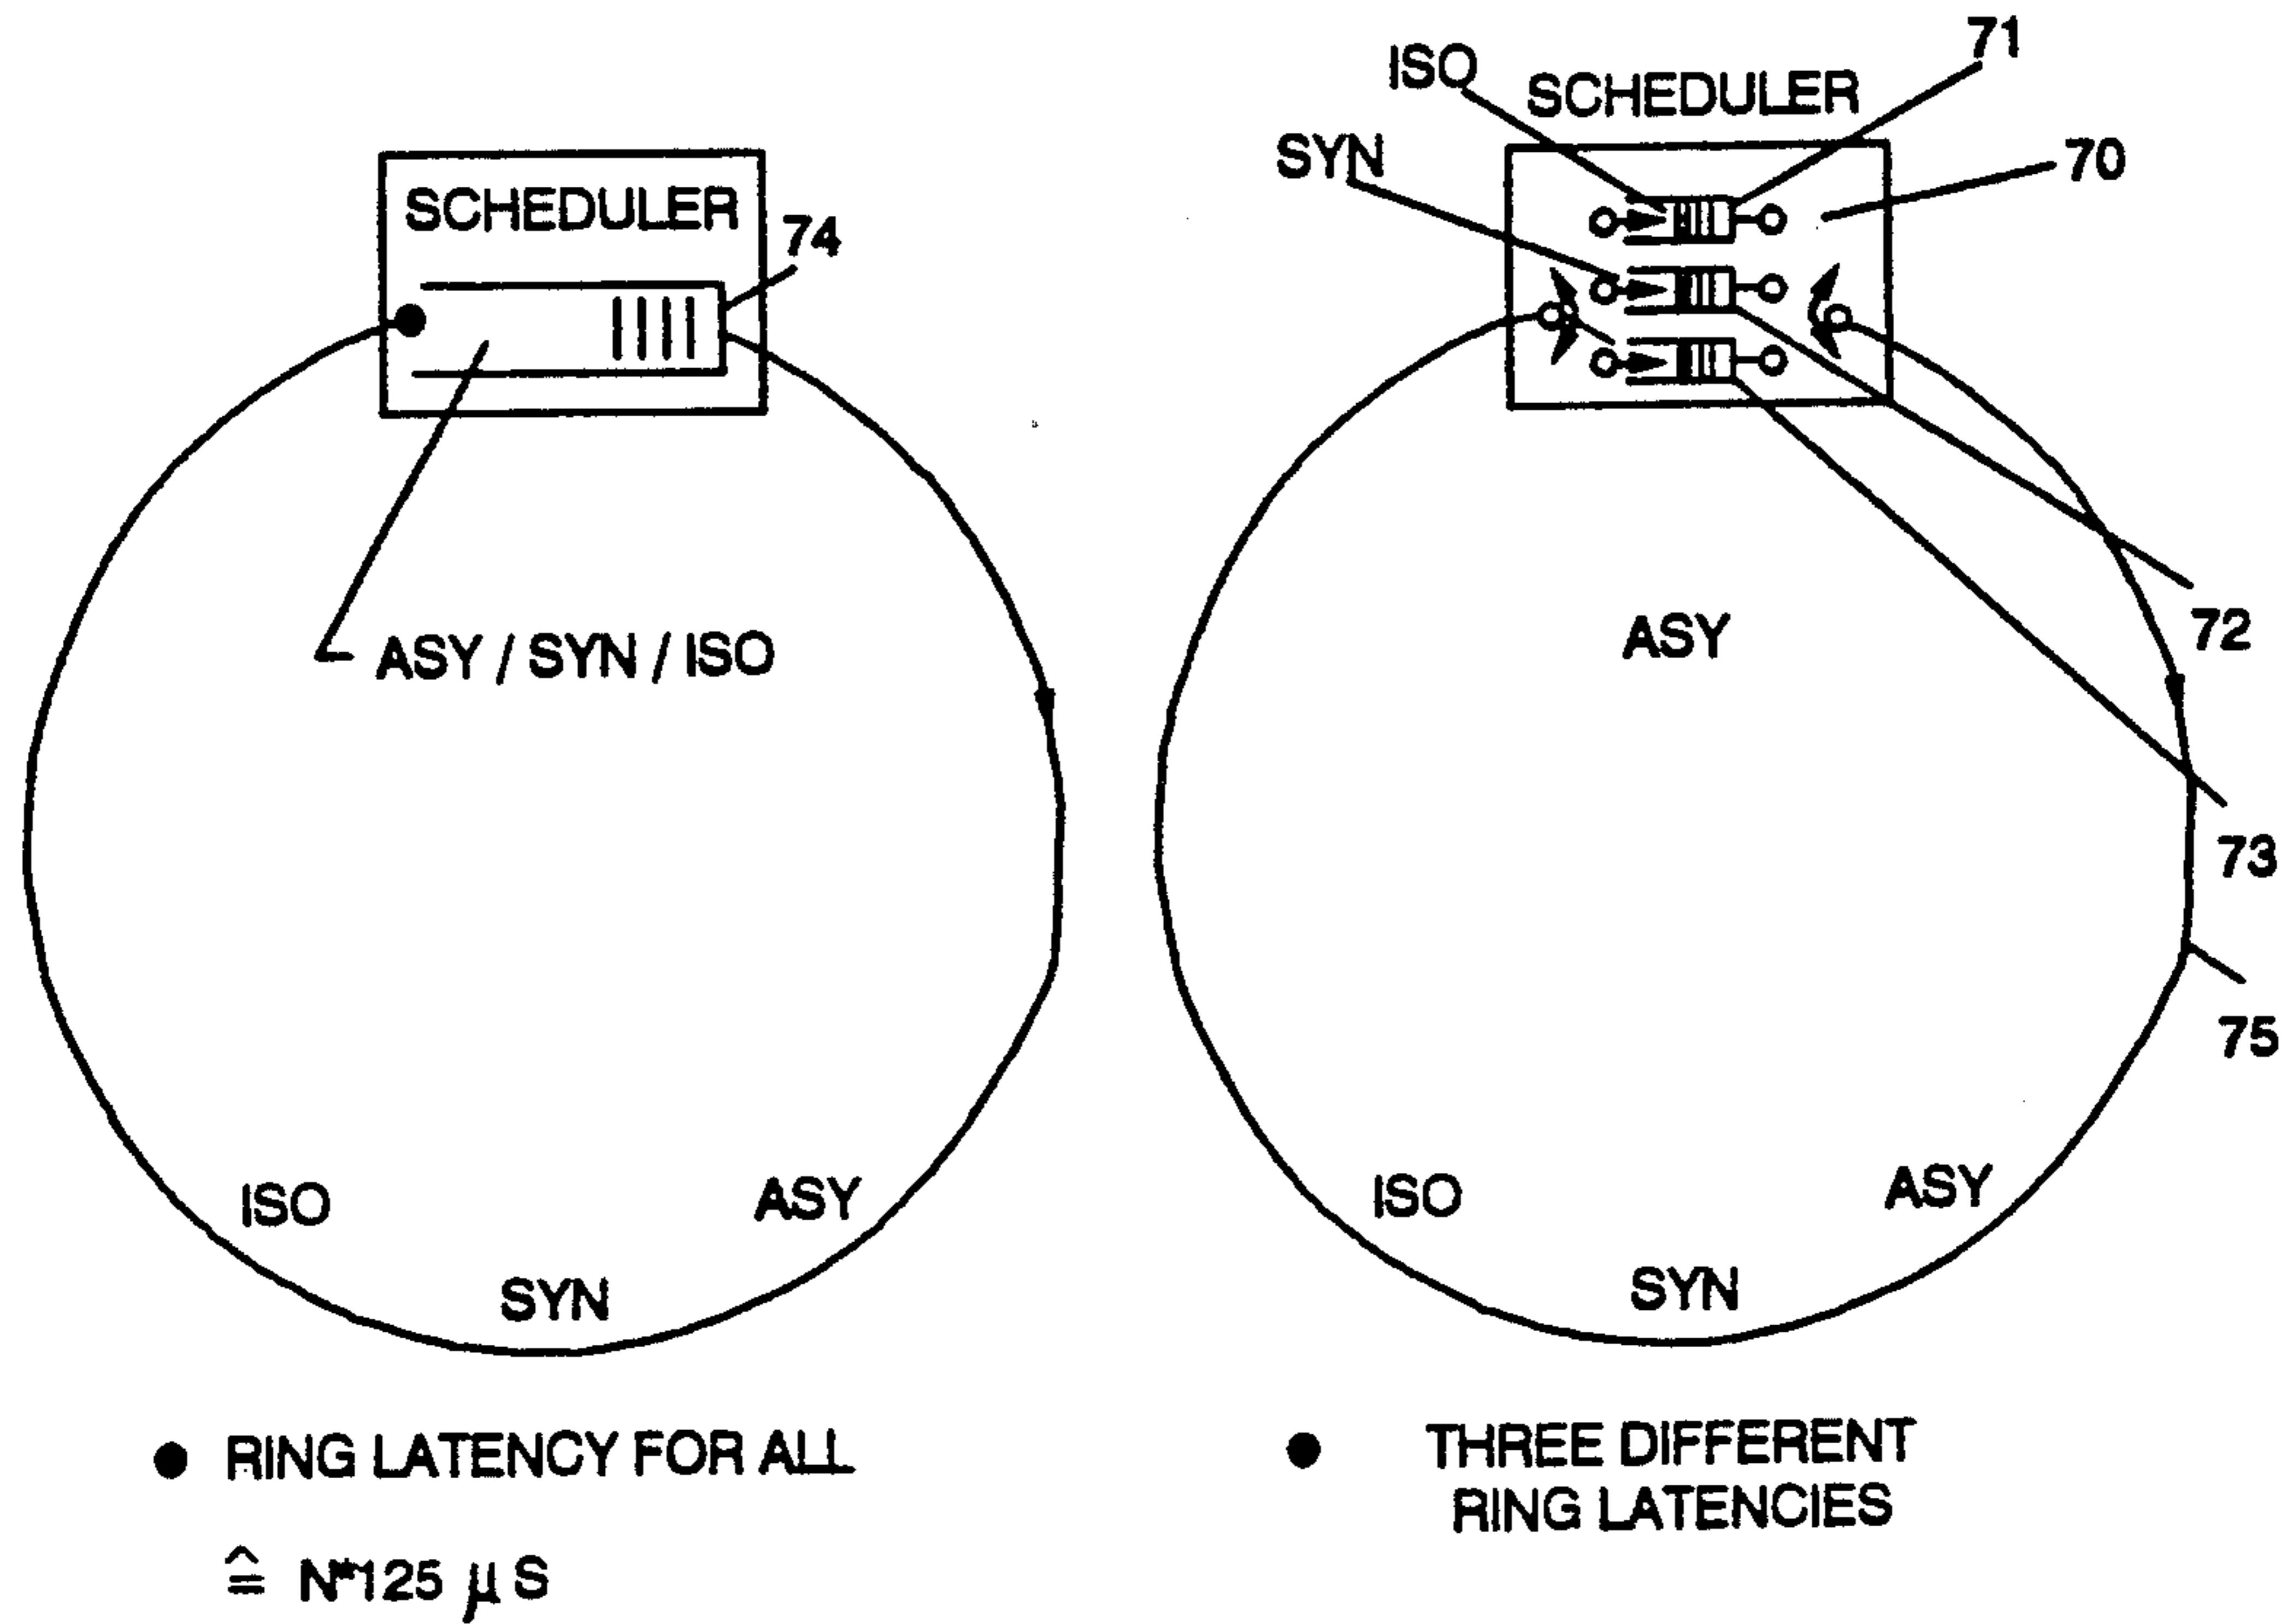 SCHEDULER
74
ASY / SYN / ISO
ISO
SYN
ASY
● RING LATENCY FOR ALL
≙ N*125 µS
ISO
SCHEDULER
71
SYN
70
ASY
72
73
75
ISO
SYN
ASY
● THREE DIFFERENT
RING LATENCIES